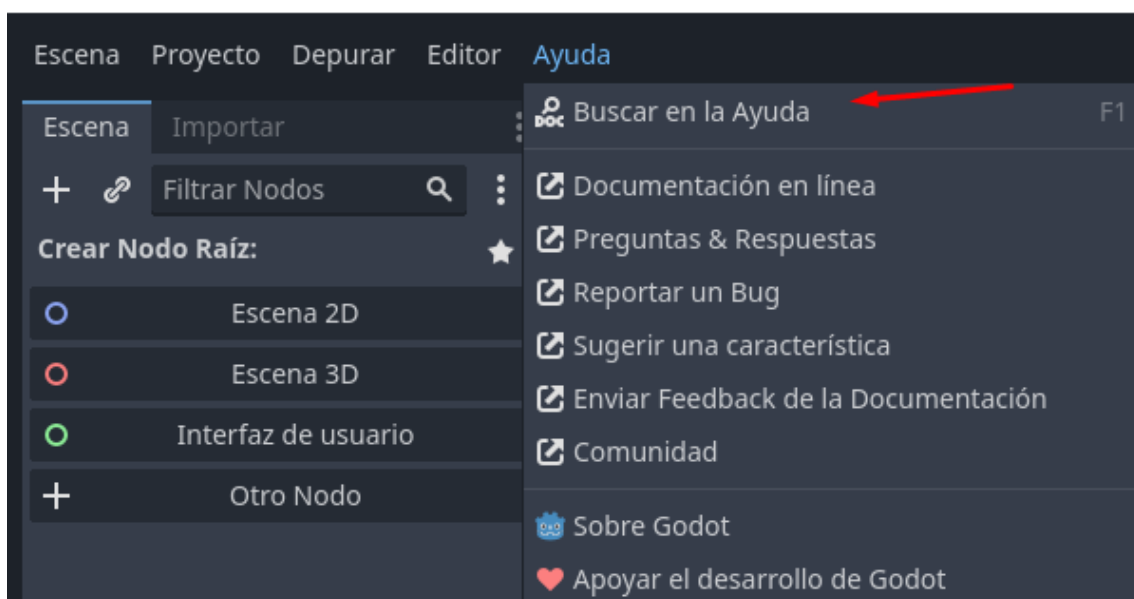 Escena Proyecto Depurar Editor Ayuda
Escena Importar
Filtrar Nodos
Crear Nodo Raíz:
Escena 2D
Escena 3D
Interfaz de usuario
Otro Nodo
DOC Buscar en la Ayuda F1
Documentación en línea
Preguntas & Respuestas
Reportar un Bug
Sugerir una característica
Enviar Feedback de la Documentación
Comunidad
Sobre Godot
Apoyar el desarrollo de Godot